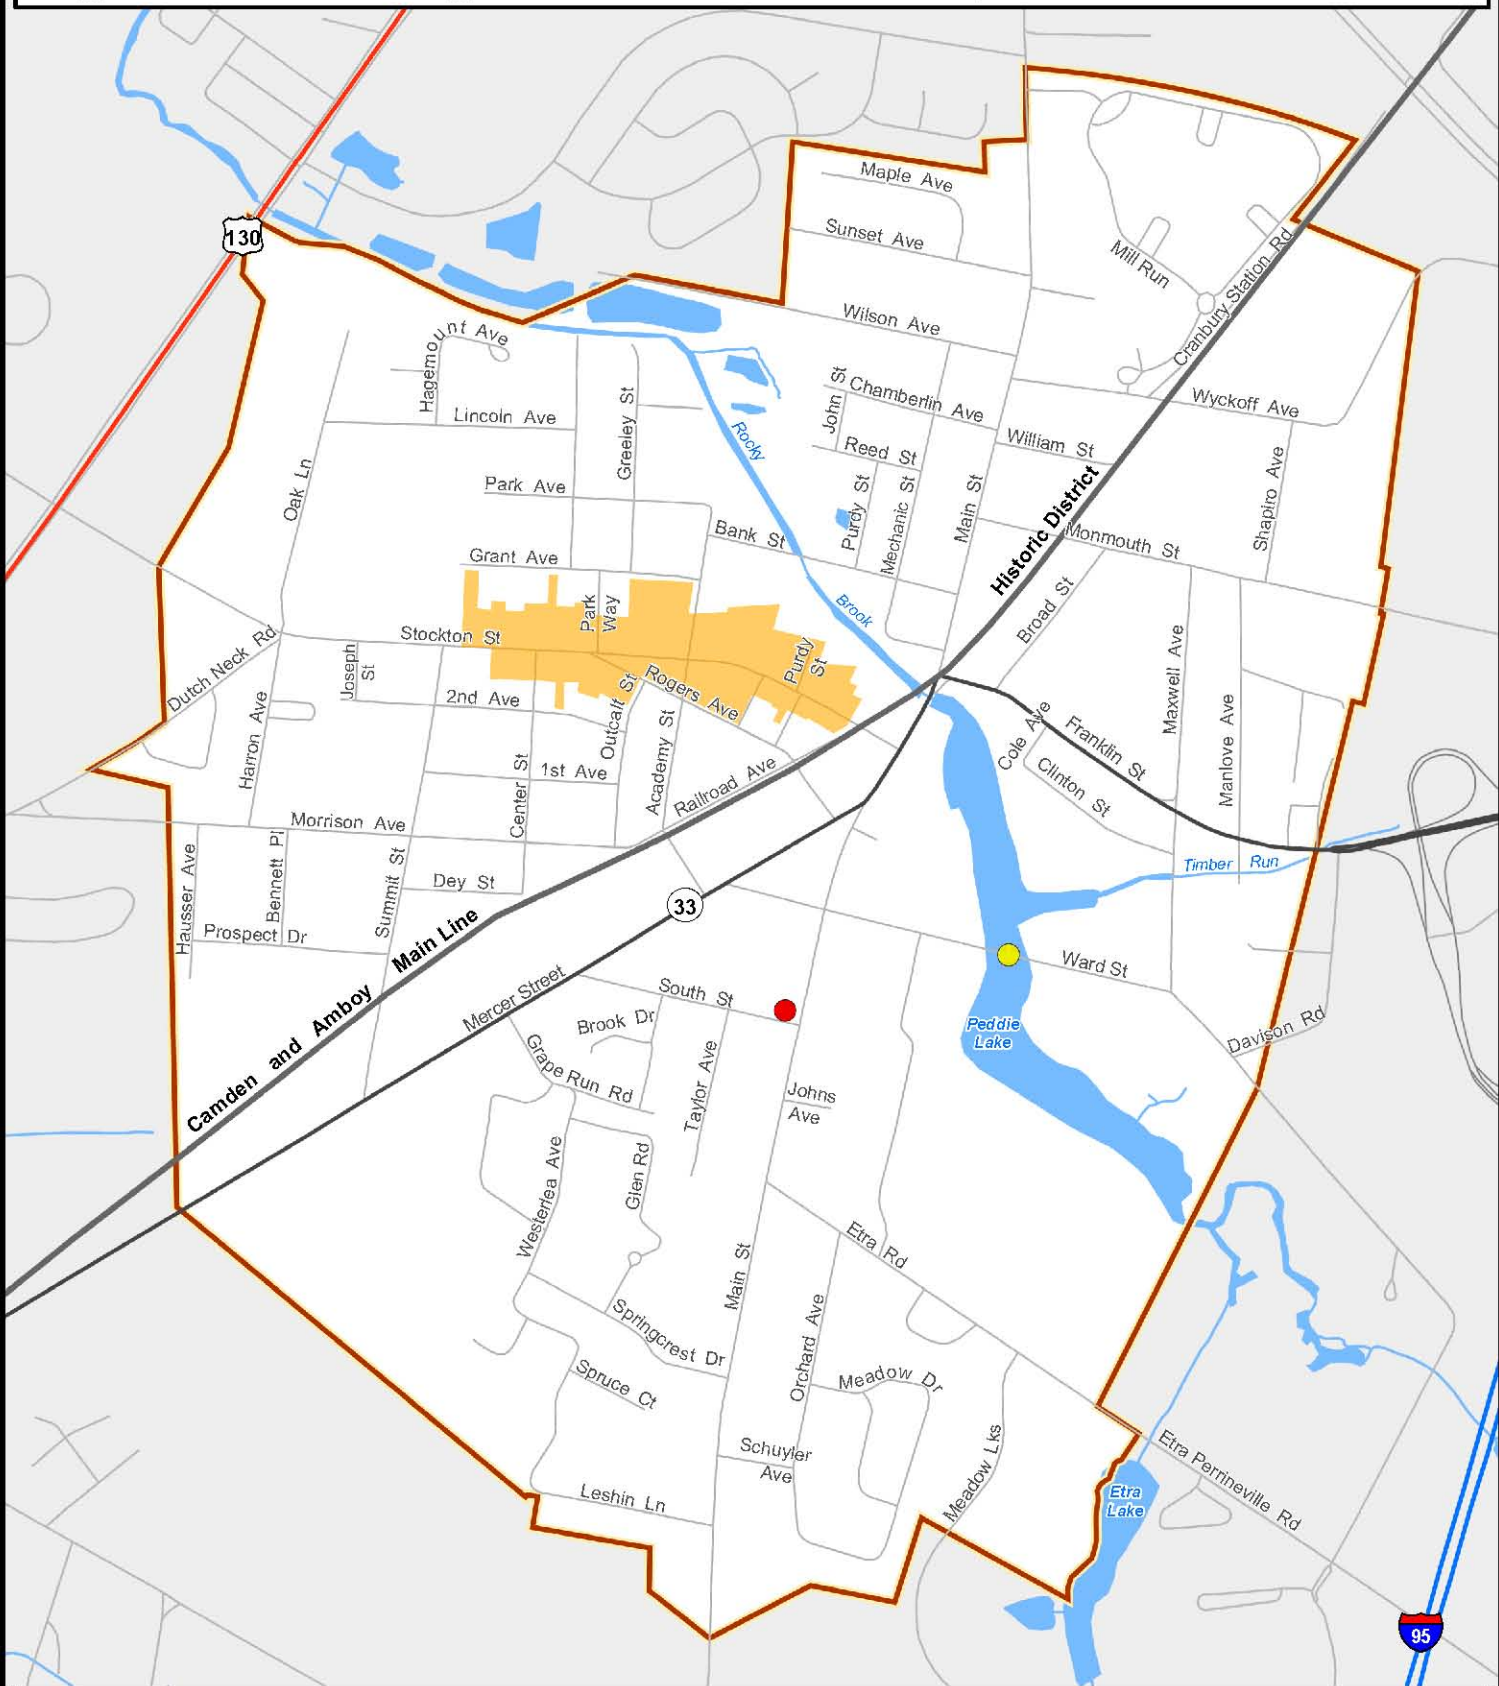 130
Maple Ave
Sunset Ave
Mill Run
Cranbury Station Rd
Wilson Ave
Hagemount Ave
Lincoln Ave
Greeley St
John St
Chamberlin Ave
Wyckoff Ave
Rocky
Reed St
William St
Oak Ln
Park Ave
Purdy St
Mechanic St
Main St
Historic District
Shapiro Ave
Bank St
Monmouth St
Grant Ave
Park
Way
Brook
Broad St
Stockton St
Dutch Neck Rd
Joseph
St
Purdy
St
Maxwell Ave
Rogers Ave
2nd Ave
Outcalt St
Harron Ave
Academy St
Cole Ave
Franklin St
Manlove Ave
Center St
1st Ave
Railroad Ave
Clinton St
Morrison Ave
Hausser Ave
Bennett Pl
Summit St
Dey St
Timber Run
33
Prospect Dr
Camden and Amboy Main Line
Ward St
Mercer Street
South St
Brook Dr
Peddie
Lake
Davison Rd
Grape Run Rd
Taylor Ave
Johns
Ave
Westerlea Ave
Glen Rd
Etra Rd
Main St
Orchard Ave
Springcrest Dr
Spruce Ct
Meadow Dr
Schuyler
Ave
Meadow Lks
Etra Perrineville Rd
Leshin Ln
Etra
Lake
95